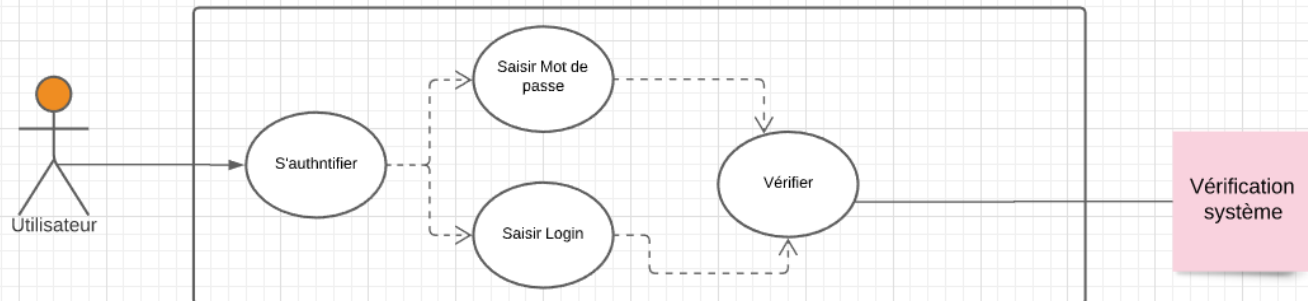 Saisir Mot de
passe
S'authntifier
Vérifier
Vérification
système
Utilisateur
Saisir Login